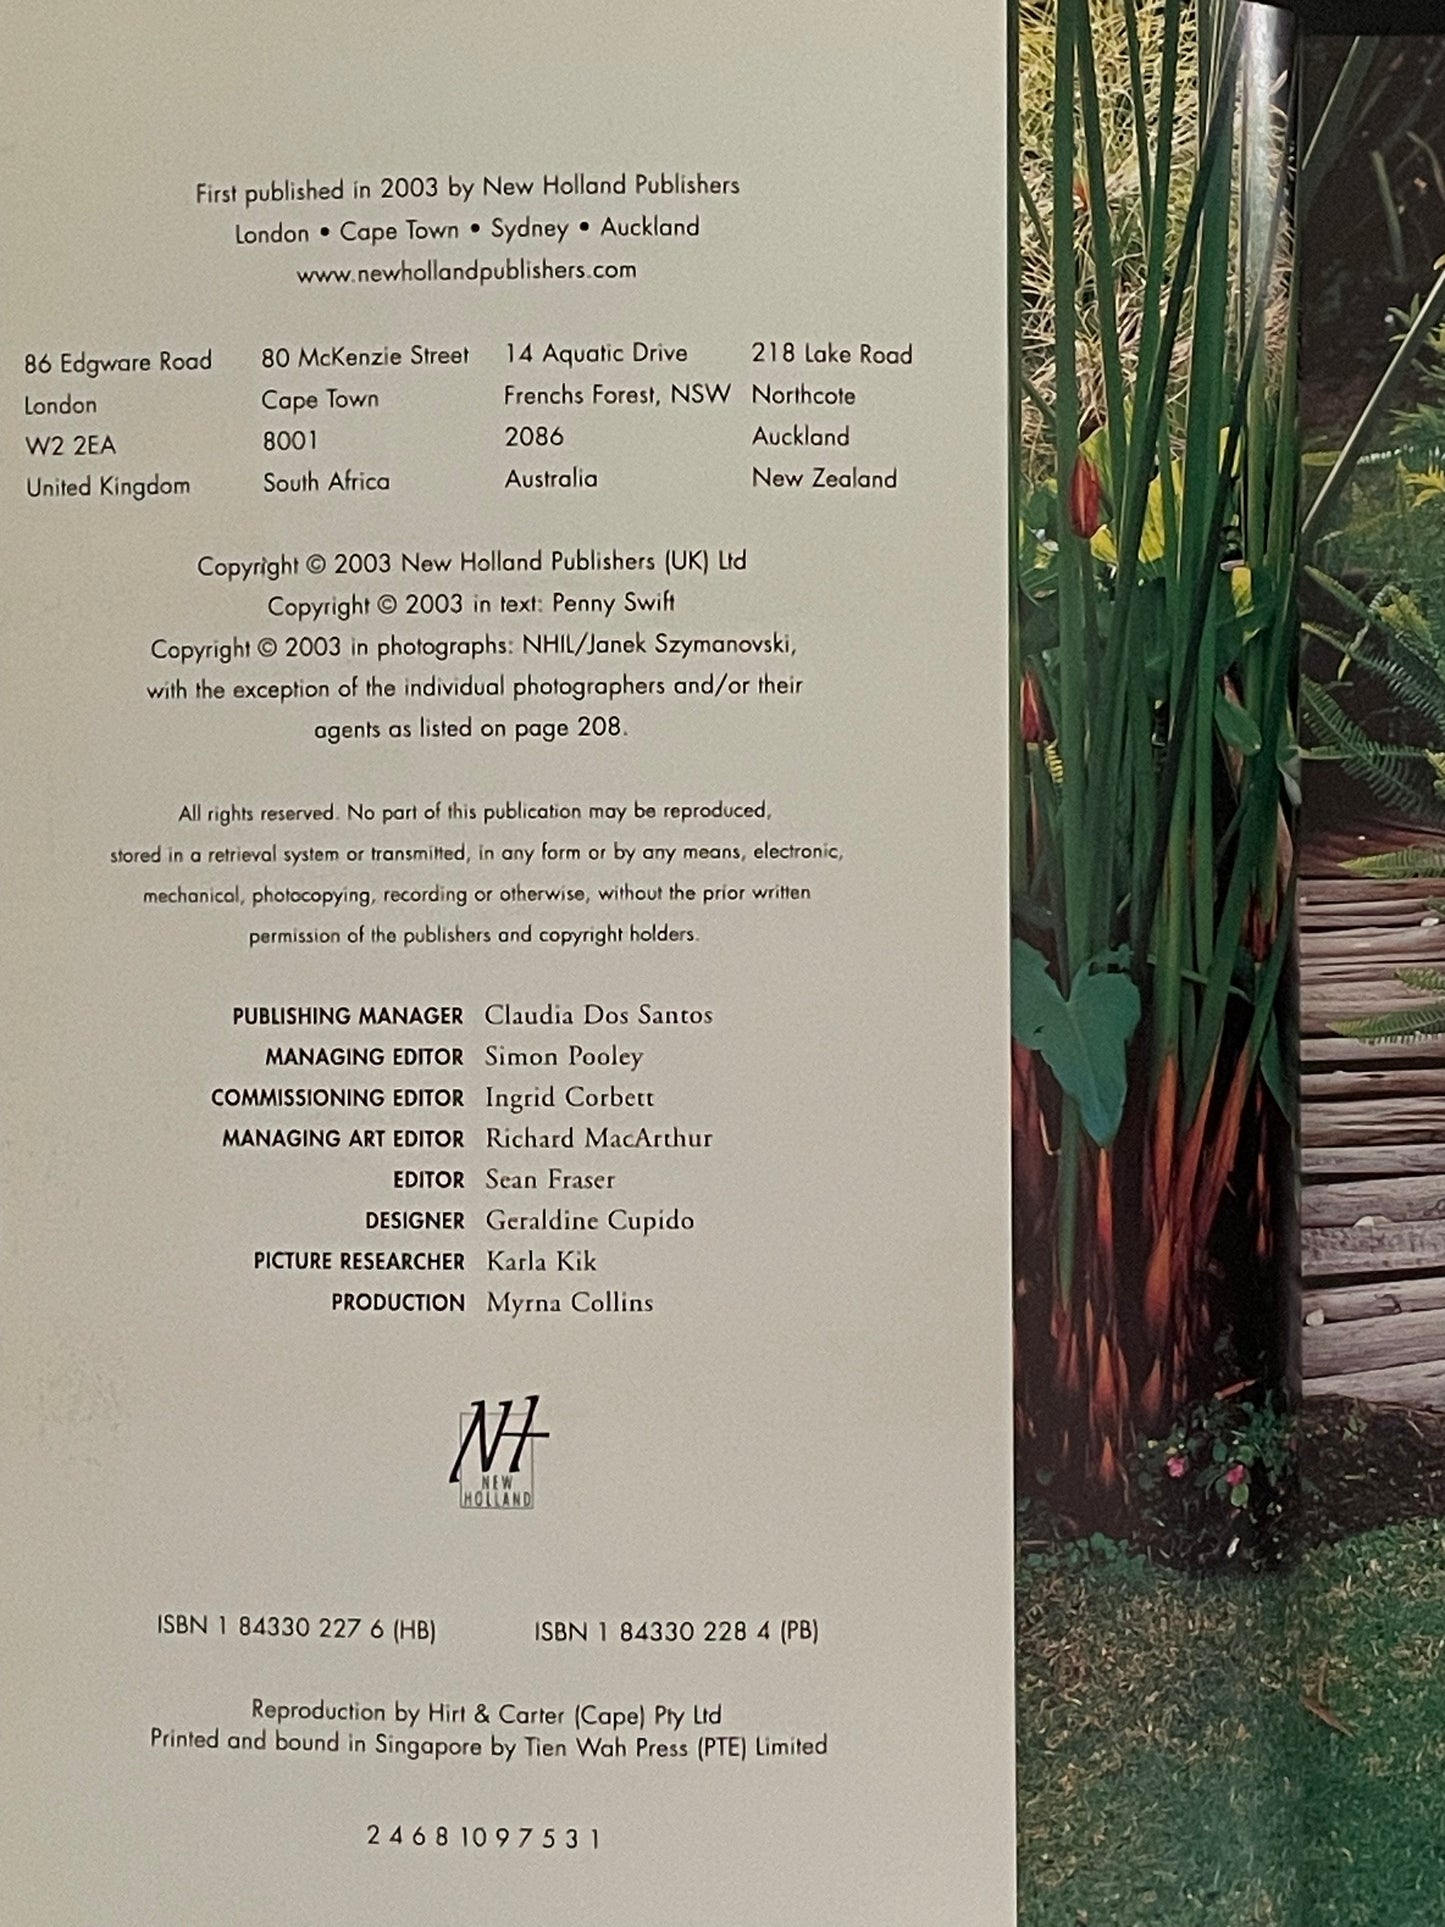 First published in 2003 by New Holland Publishers
London • Cape Town • Sydney • Auckland
www.newhollandpublishers.com
86 Edgware Road
London
W2 2EA
United Kingdom
80 McKenzie Street
Cape Town
8001
South Africa
14 Aquatic Drive
Frenchs Forest, NSW
2086
Australia
218 Lake Road
Northcote
Auckland
New Zealand
Copyright © 2003 New Holland Publishers (UK) Ltd
Copyright © 2003 in text: Penny Swift
Copyright © 2003 in photographs: NHIL/Janek Szymanovski,
with the exception of the individual photographers and/or their
agents as listed on page 208.
All rights reserved. No part of this publication may be reproduced,
stored in a retrieval system or transmitted, in any form or by any means, electronic,
mechanical, photocopying, recording or otherwise, without the prior written
permission of the publishers and copyright holders.
PUBLISHING MANAGER Claudia Dos Santos
MANAGING EDITOR Simon Pooley
COMMISSIONING EDITOR Ingrid Corbett
MANAGING ART EDITOR Richard MacArthur
EDITOR Sean Fraser
DESIGNER Geraldine Cupido
PICTURE RESEARCHER Karla Kik
PRODUCTION Myrna Collins
NH
NEW
HOLLAND
ISBN 1 84330 227 6 (HB) ISBN 1 84330 228 4 (PB)
Reproduction by Hirt & Carter (Cape) Pty Ltd
Printed and bound in Singapore by Tien Wah Press (PTE) Limited
2 4 6 8 10 9 7 5 3 1